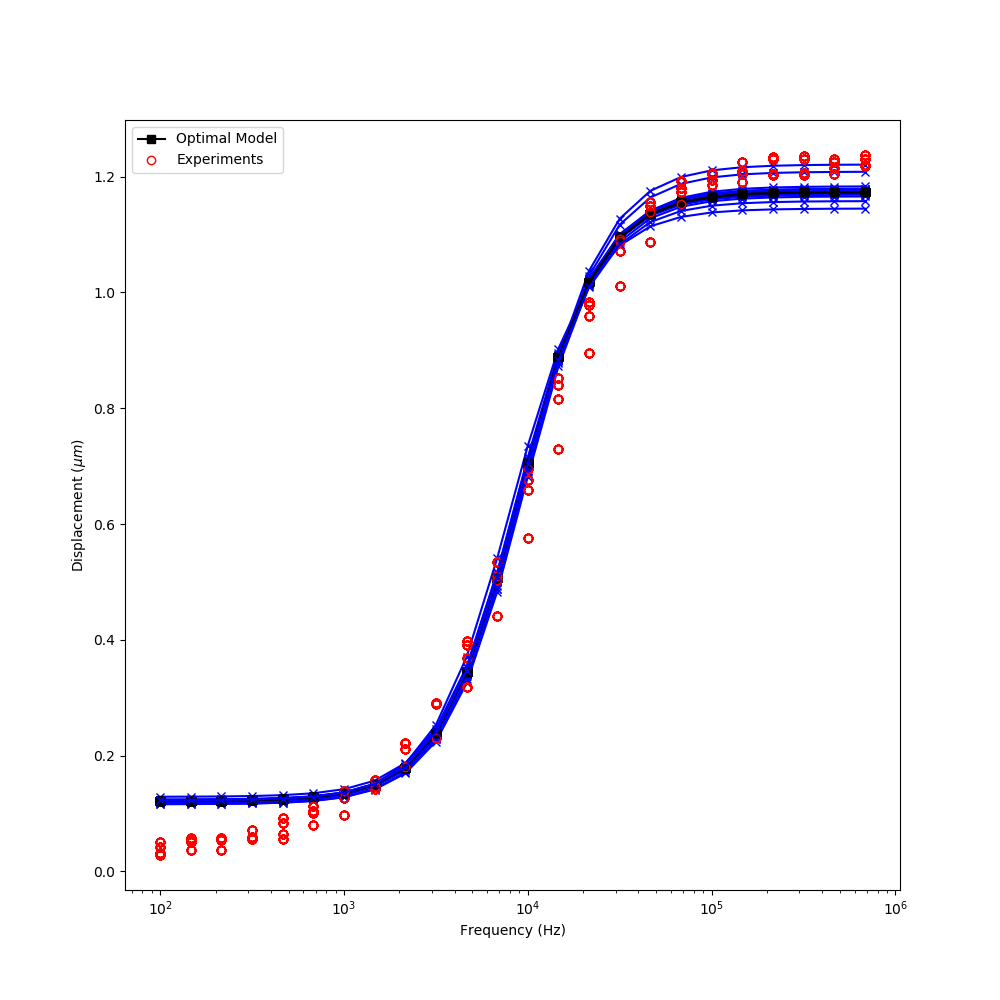 Optimal Model
Experiments
1.2
1.0
0.8
0.6
0.4
0.2
0.0
Displacement (μm)
10² 10³ 10⁴ 10⁵ 10⁶
Frequency (Hz)